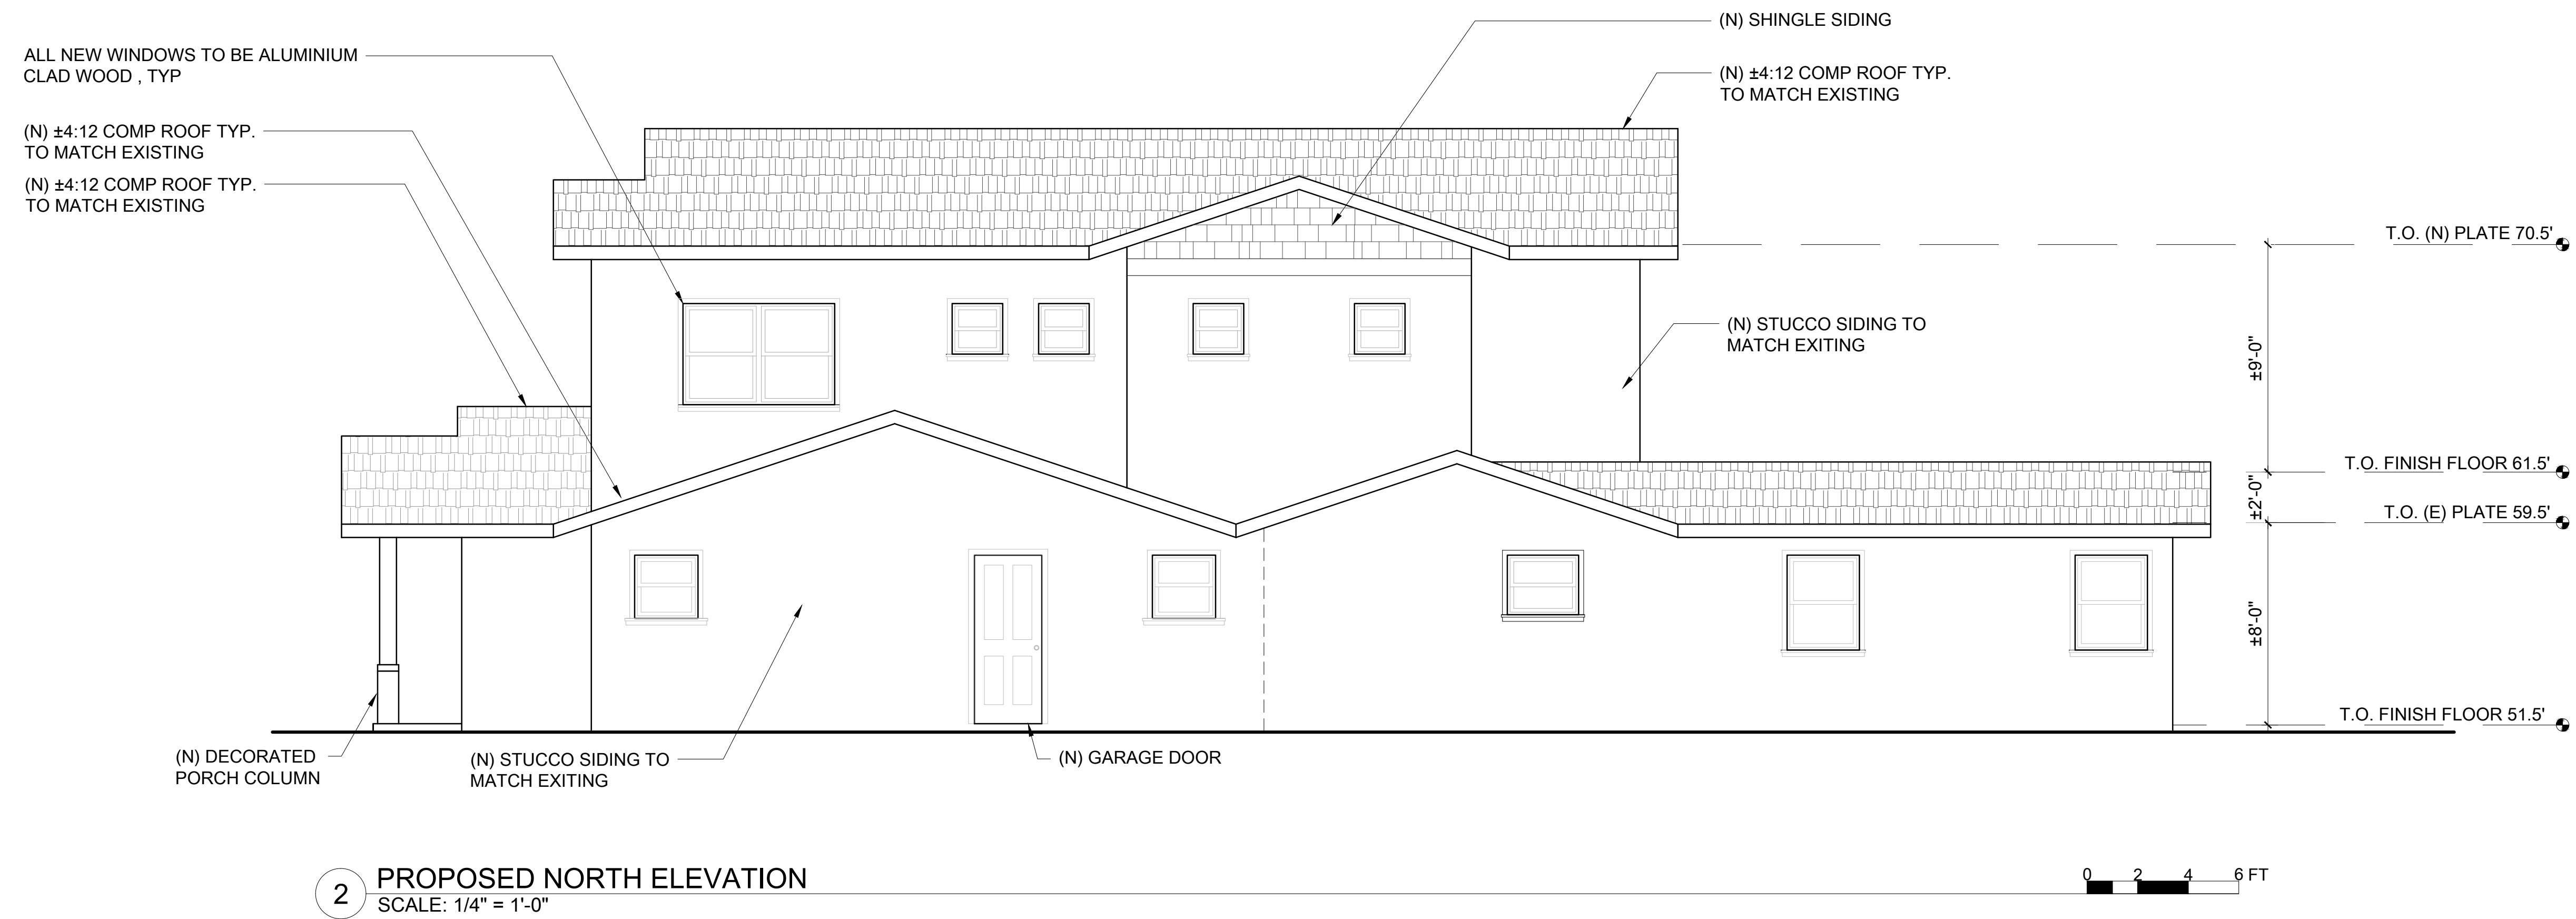 (N) SHINGLE SIDING
ALL NEW WINDOWS TO BE ALUMINIUM
CLAD WOOD , TYP
(N) ±4:12 COMP ROOF TYP.
TO MATCH EXISTING
(N) ±4:12 COMP ROOF TYP.
TO MATCH EXISTING
(N) ±4:12 COMP ROOF TYP.
TO MATCH EXISTING
T.O. (N) PLATE 70.5'
(N) STUCCO SIDING TO
MATCH EXITING
±9'-0"
T.O. FINISH FLOOR 61.5'
±2'-0"
T.O. (E) PLATE 59.5'
±8'-0"
T.O. FINISH FLOOR 51.5'
(N) DECORATED
PORCH COLUMN
(N) STUCCO SIDING TO
MATCH EXITING
(N) GARAGE DOOR
2
PROPOSED NORTH ELEVATION
SCALE: 1/4" = 1'-0"
0 2 4 6 FT